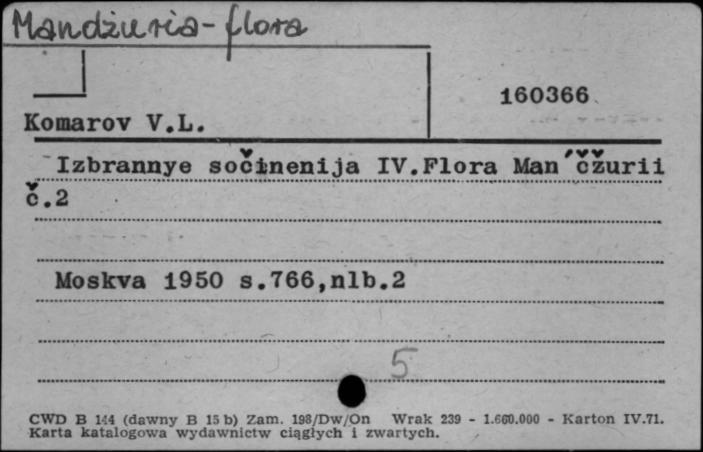 Mandżuria - flora
160366
Komarov V.L.
Izbrannye sočinenija IV.Flora Man'čžurii
č.2
Moskva 1950 s.766,nlb.2
5
CWD B 144 (dawny B 15 b) Zam. 198/Dw/On Wrak 239 - 1.660.000 - Karton IV.71.
Karta katalogowa wydawnictw ciągłych i zwartych.